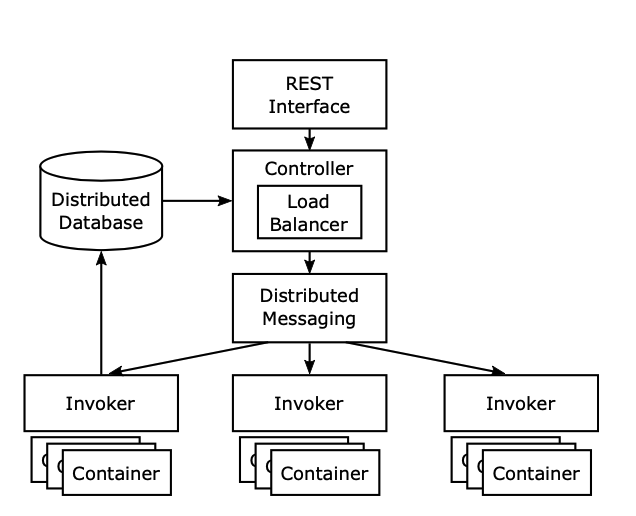 REST
Interface
Controller
Load
Balancer
Distributed
Database
Distributed
Messaging
Invoker
Invoker
Invoker
Container
Container
Container